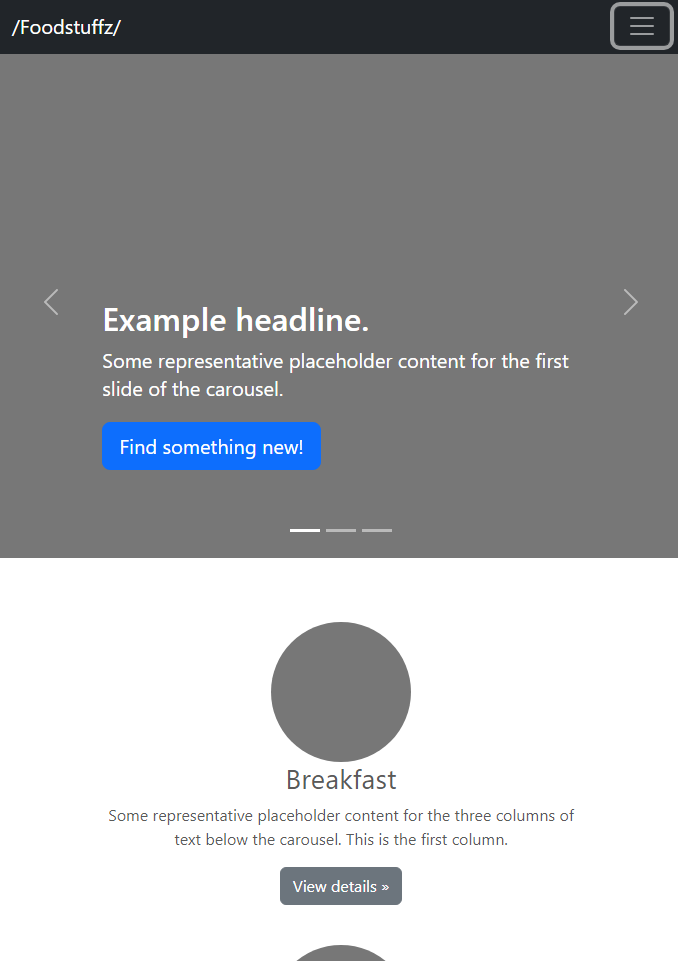 /Foodstuffz/
Example headline.
Some representative placeholder content for the first
slide of the carousel.
Find something new!
Breakfast
Some representative placeholder content for the three columns of
text below the carousel. This is the first column.
View details »